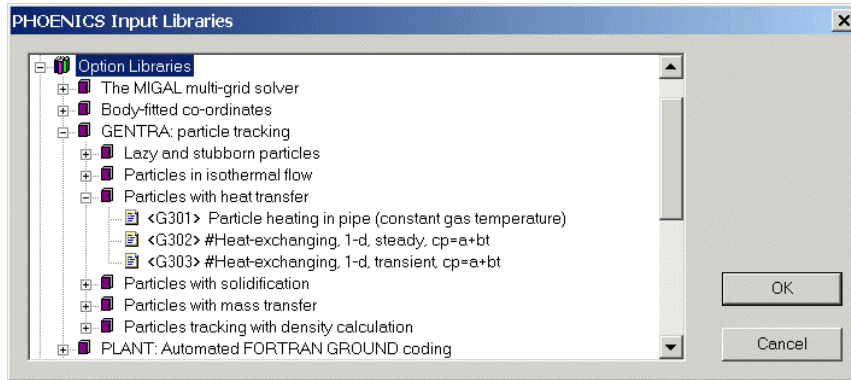 PHOENICS Input Libraries
Option Libraries
The MIGAL multi-grid solver
Body-fitted co-ordinates
GENTRA: particle tracking
Lazy and stubborn particles
Particles in isothermal flow
Particles with heat transfer
<G301> Particle heating in pipe (constant gas temperature)
<G302> #Heat-exchanging, 1-d, steady, cp=a+bt
<G303> #Heat-exchanging, 1-d, transient, cp=a+bt
Particles with solidification
Particles with mass transfer
Particles tracking with density calculation
PLANT: Automated FORTRAN GROUND coding
OK
Cancel